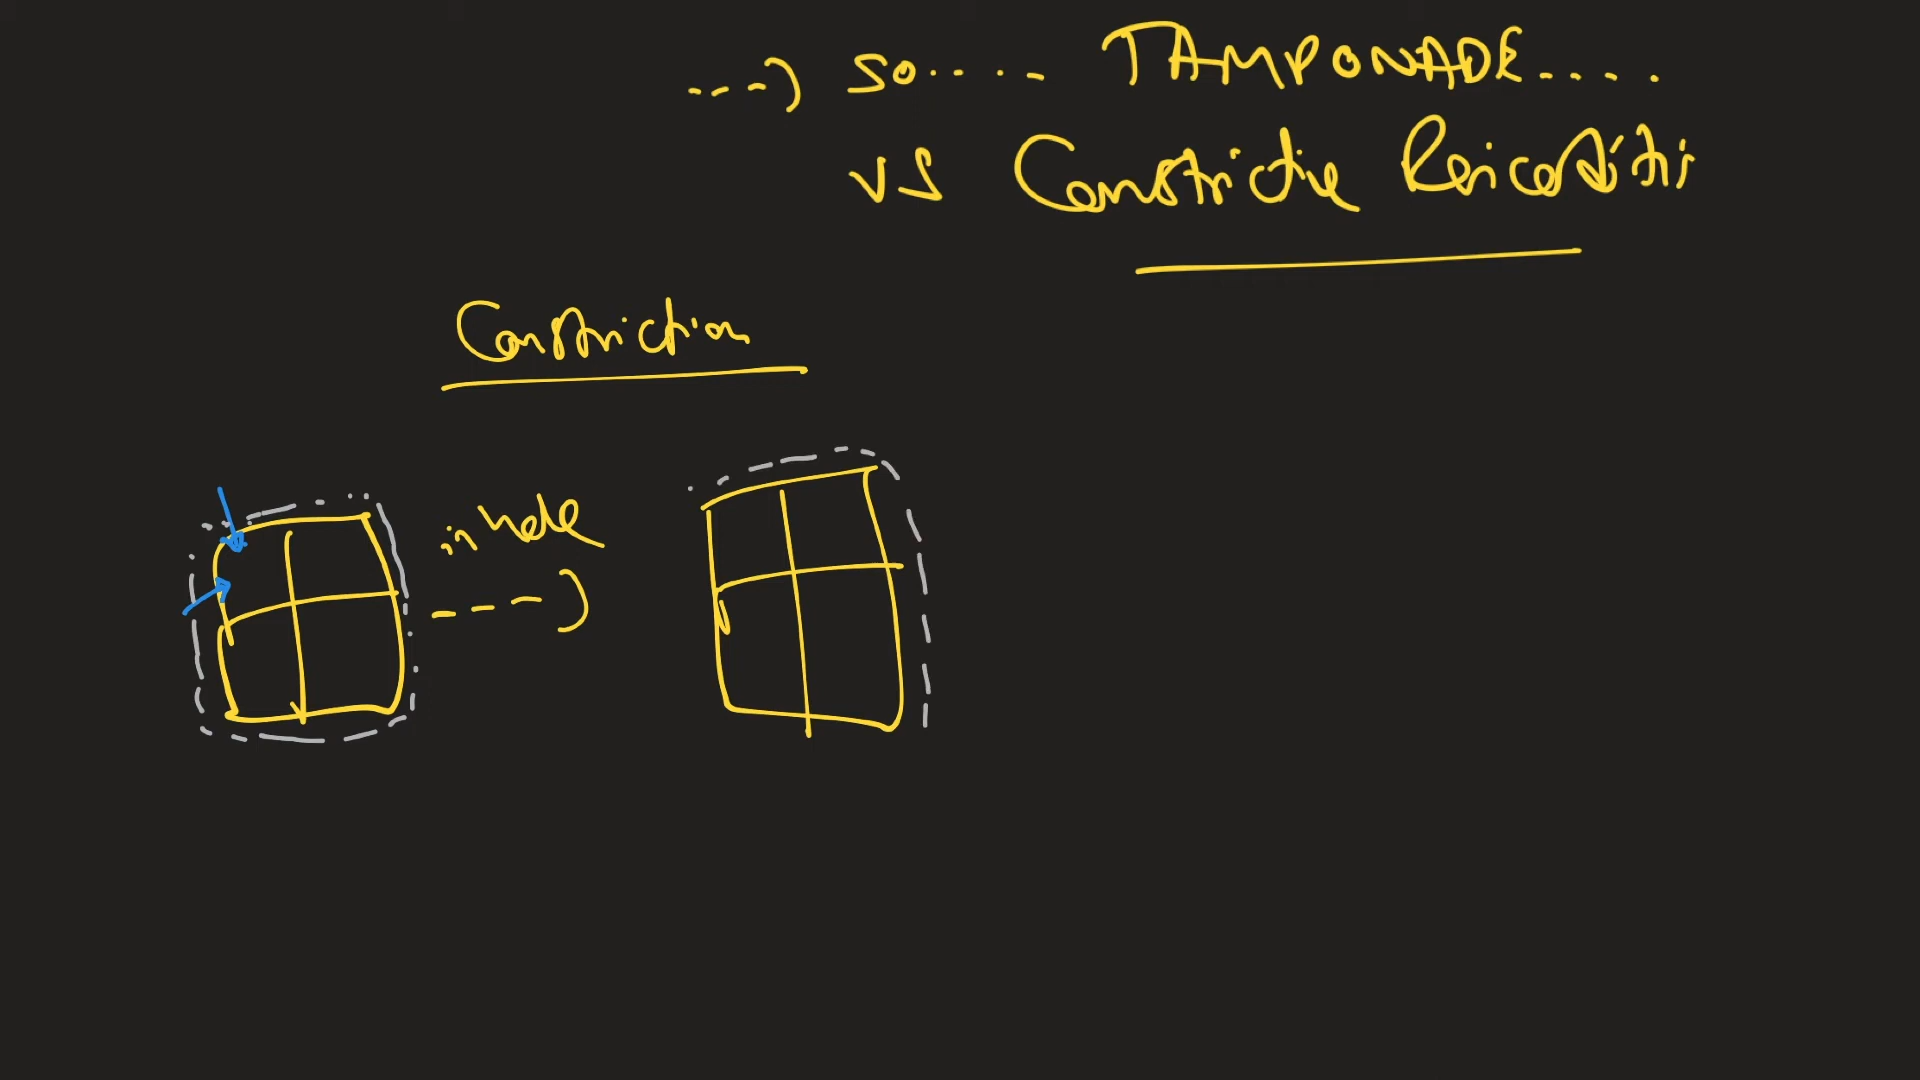 ---) so..... TAMPONADE.....
vs Constrictive Pericarditis
Constriction
inhale
----)